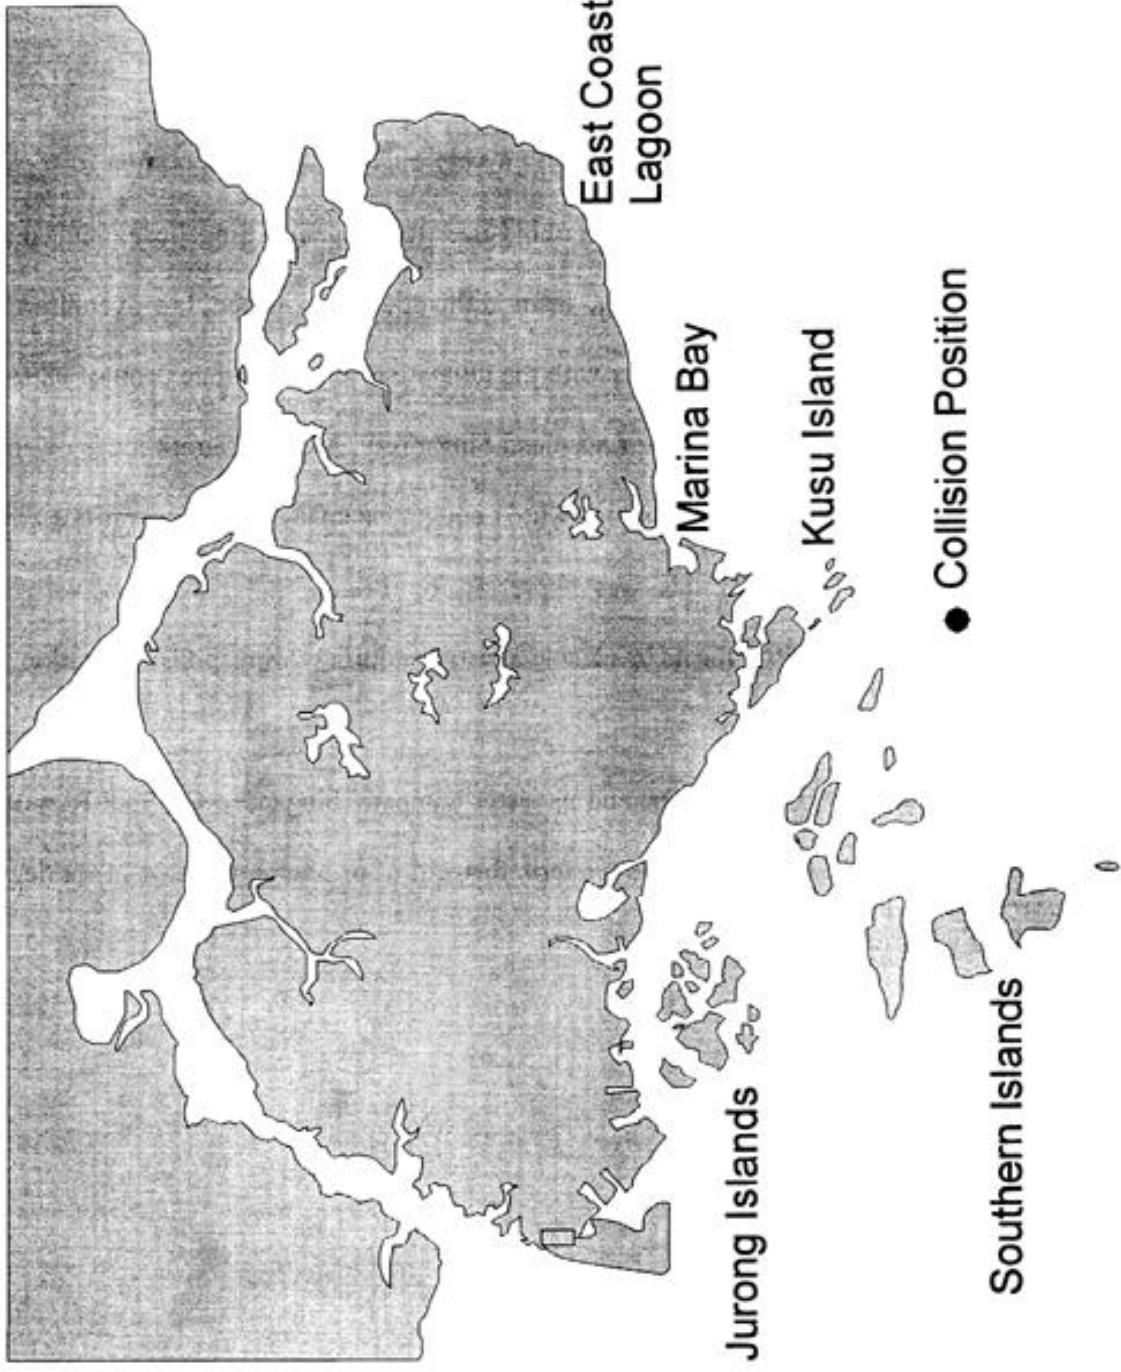 East Coast
Lagoon
Marina Bay
Kusu Island
Collision Position
Jurong Islands
Southern Islands